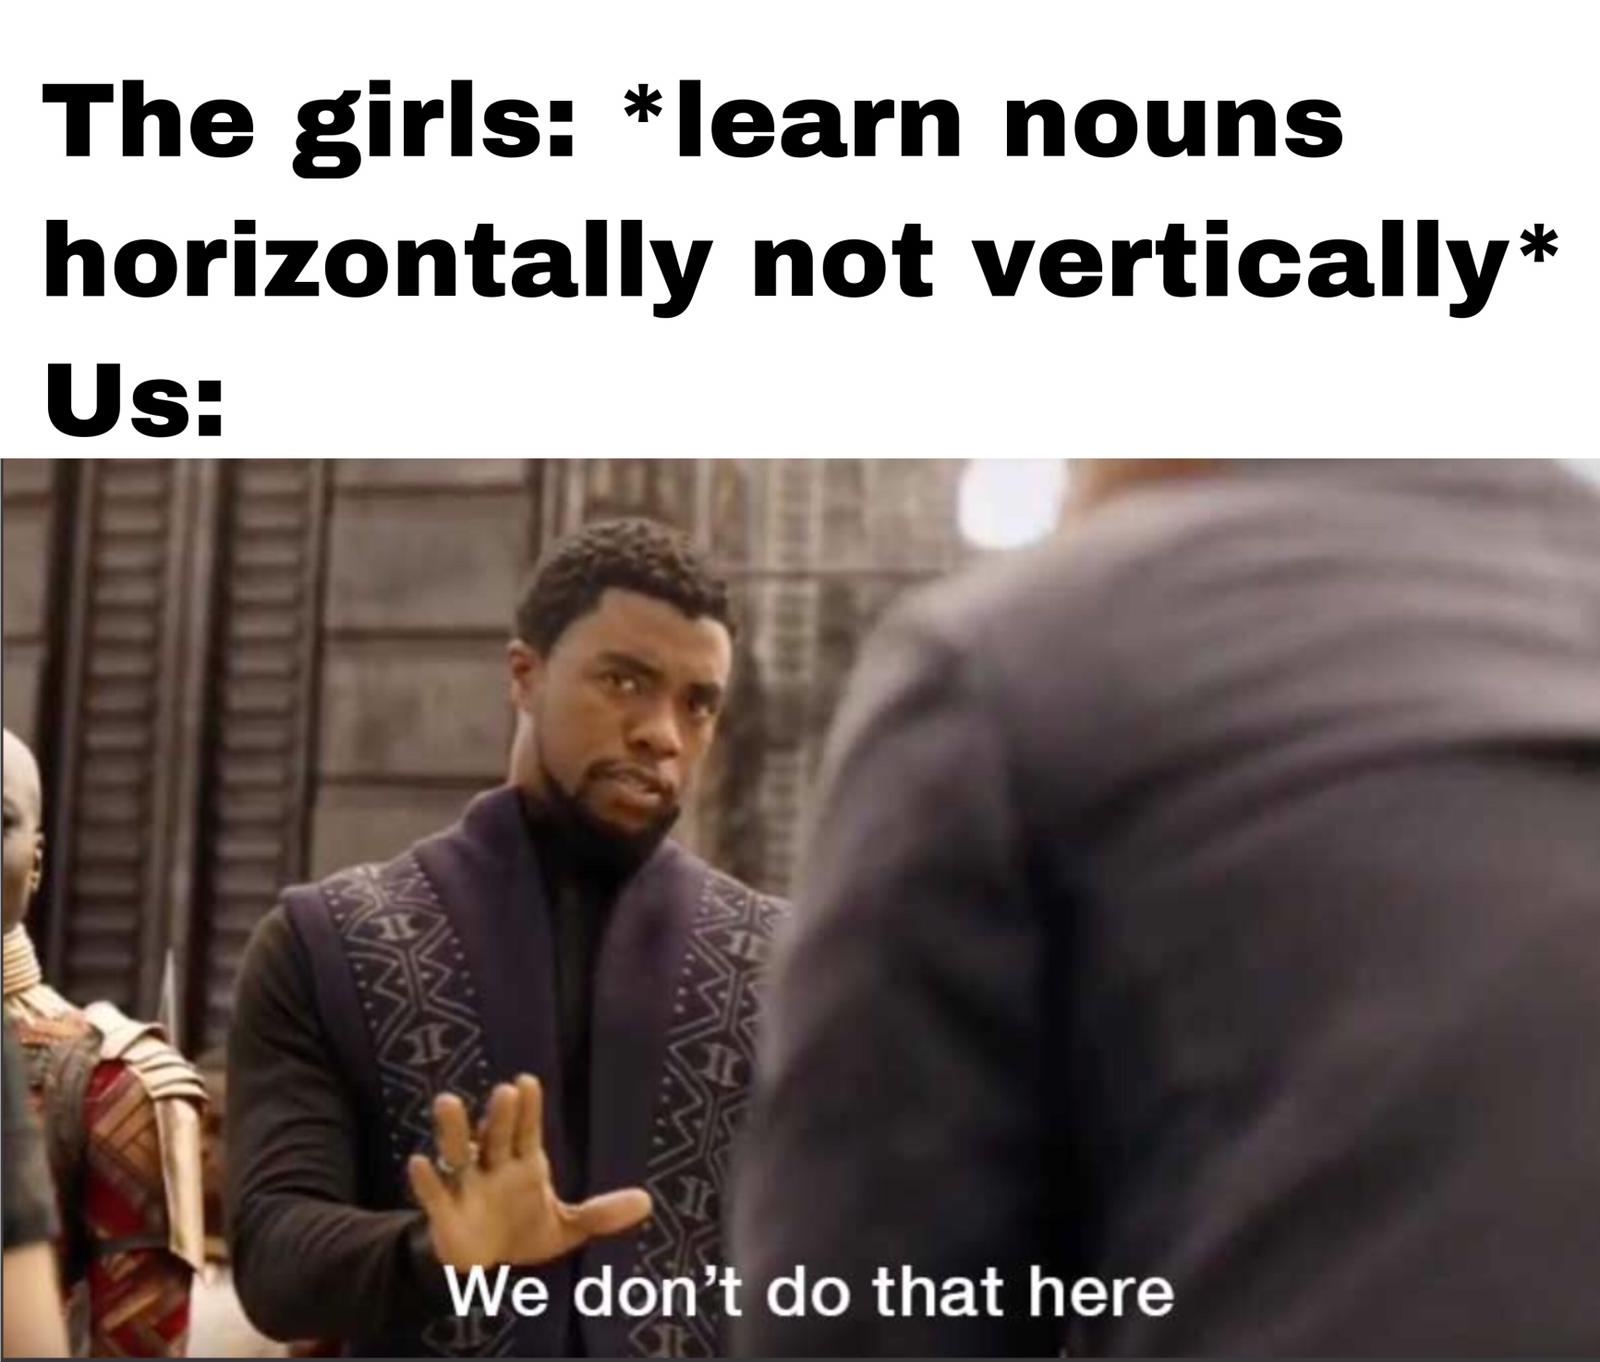 The girls: *learn nouns
horizontally not vertically*
Us:
We don't do that here